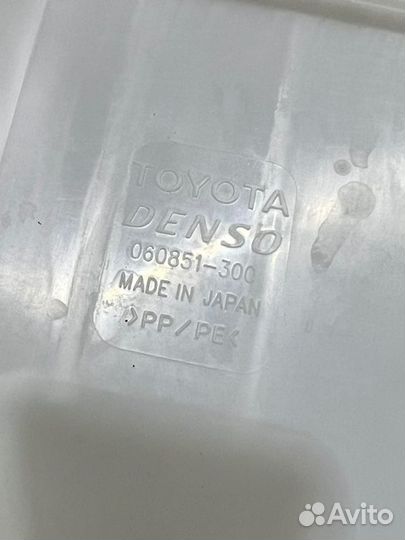 TOYOTA
DENSO
060851-300
MADE IN JAPAN
>PP/PE<
Avito